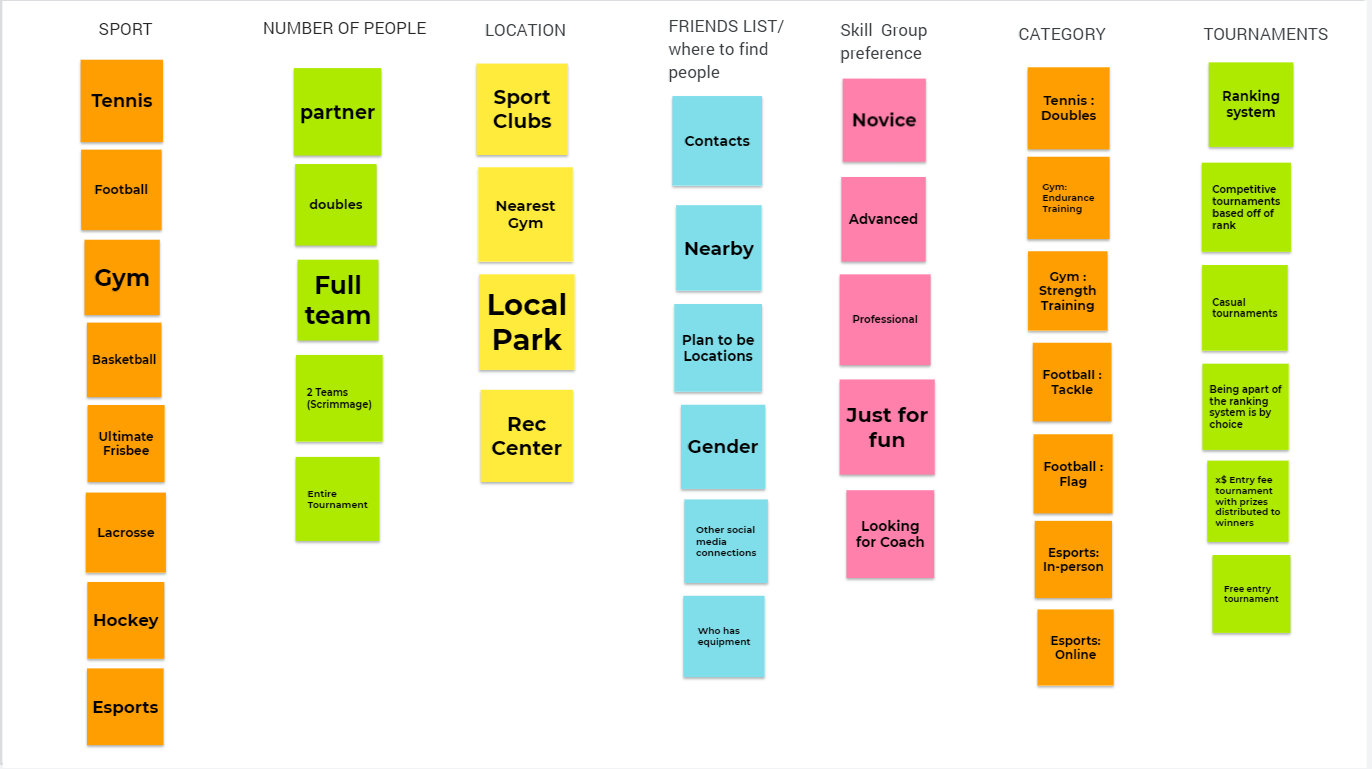 SPORT
Tennis
Football
Gym
Basketball
Ultimate
Frisbee
Lacrosse
Hockey
Esports
NUMBER OF PEOPLE
partner
doubles
Full
team
2 Teams
(Scrimmage)
Entire
Tournament
LOCATION
Sport
Clubs
Nearest
Gym
Local
Park
Rec
Center
FRIENDS LIST/
where to find
people
Contacts
Nearby
Plan to be
Locations
Gender
Other social
media
connections
Who has
equipment
Skill Group
preference
Novice
Advanced
Professional
Just for
fun
Looking
for Coach
CATEGORY
Tennis :
Doubles
Gym:
Endurance
Training
Gym :
Strength
Training
Football :
Tackle
Football :
Flag
Esports:
In-person
Esports:
Online
TOURNAMENTS
Ranking
system
Competitive
tournaments
based off of
rank
Casual
tournaments
Being apart of
the ranking
system is by
choice
x$ Entry fee
tournament
with prizes
distributed to
winners
Free entry
tournament